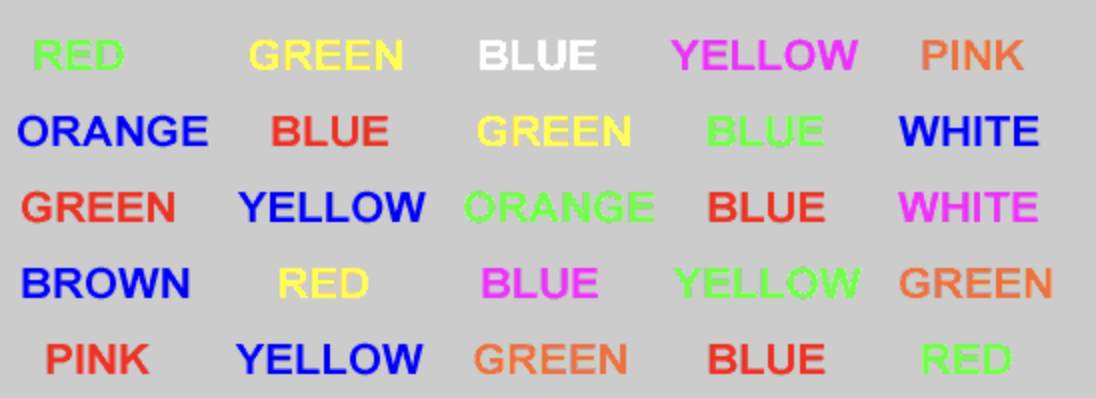 RED GREEN BLUE YELLOW PINK
ORANGE BLUE GREEN BLUE WHITE
GREEN YELLOW ORANGE BLUE WHITE
BROWN RED BLUE YELLOW GREEN
PINK YELLOW GREEN BLUE RED